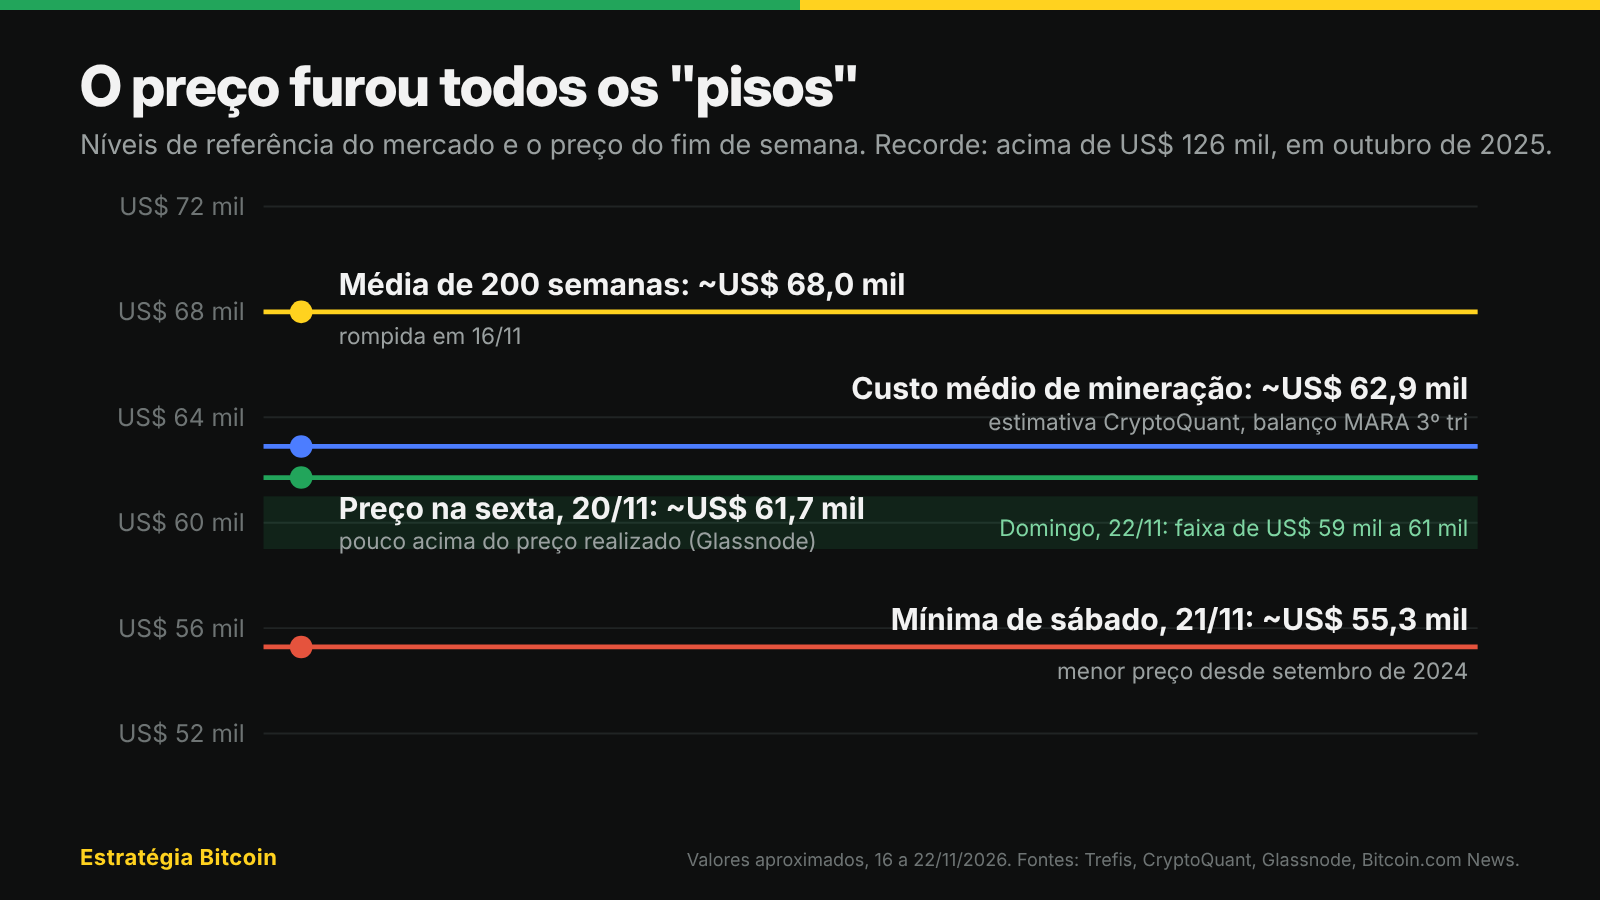 O preço furou todos os "pisos"
Níveis de referência do mercado e o preço do fim de semana. Recorde: acima de US$ 126 mil, em outubro de 2025.
US$ 72 mil
Média de 200 semanas: ~US$ 68,0 mil
US$ 68 mil
rompida em 16/11
Custo médio de mineração: ~US$ 62,9 mil
US$ 64 mil
estimativa CryptoQuant, balanço MARA 3º tri
Preço na sexta, 20/11: ~US$ 61,7 mil
US$ 60 mil
Domingo, 22/11: faixa de US$ 59 mil a 61 mil
pouco acima do preço realizado (Glassnode)
Mínima de sábado, 21/11: ~US$ 55,3 mil
US$ 56 mil
menor preço desde setembro de 2024
US$ 52 mil
Estratégia Bitcoin
Valores aproximados, 16 a 22/11/2026. Fontes: Trefis, CryptoQuant, Glassnode, Bitcoin.com News.